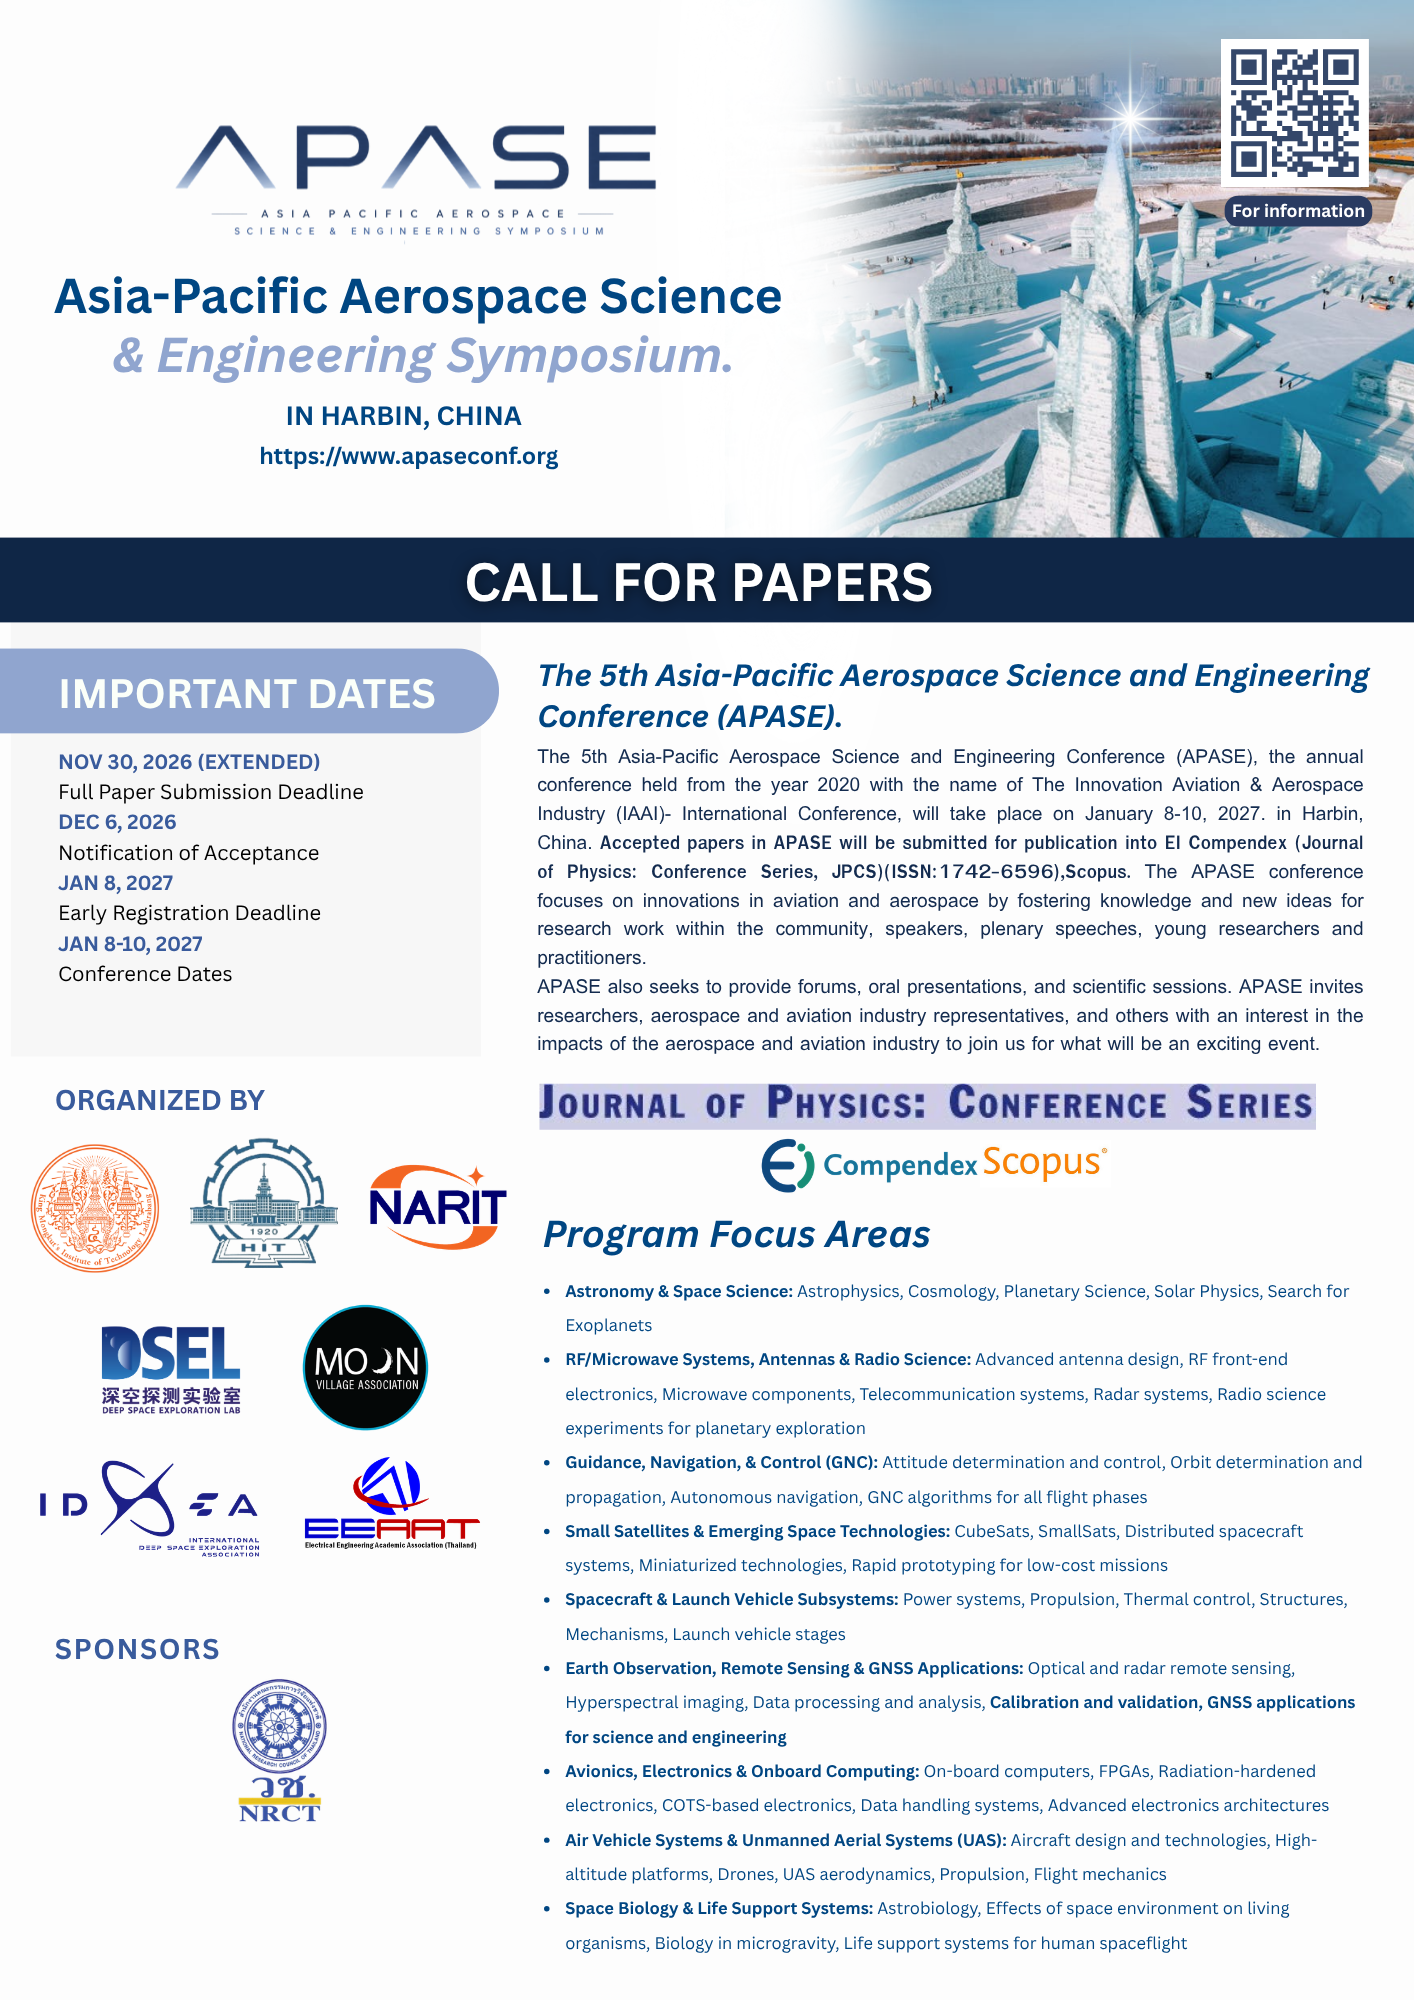 For information
APASE
ASIA PACIFIC AEROSPACE
SCIENCE & ENGINEERING SYMPOSIUM
Asia-Pacific Aerospace Science
& Engineering Symposium.
IN HARBIN, CHINA
https://www.apaseconf.org
CALL FOR PAPERS
IMPORTANT DATES
NOV 30, 2026 (EXTENDED)
Full Paper Submission Deadline
DEC 6, 2026
Notification of Acceptance
JAN 8, 2027
Early Registration Deadline
JAN 8-10, 2027
Conference Dates
ORGANIZED BY
King Mongkut's Institute of Technology Ladkrabang
1920
HIT
NARIT
DSEL
深空探测实验室
DEEP SPACE EXPLORATION LAB
MOON
VILLAGE ASSOCIATION
IDSEA
INTERNATIONAL
DEEP SPACE EXPLORATION
ASSOCIATION
EEAAT
Electrical Engineering Academic Association (Thailand)
SPONSORS
NATIONAL RESEARCH COUNCIL OF THAILAND
วช.
NRCT
The 5th Asia-Pacific Aerospace Science and Engineering
Conference (APASE).
The 5th Asia-Pacific Aerospace Science and Engineering Conference (APASE), the annual
conference held from the year 2020 with the name of The Innovation Aviation & Aerospace
Industry (IAAI)- International Conference, will take place on January 8-10, 2027. in Harbin,
China. Accepted papers in APASE will be submitted for publication into EI Compendex (Journal
of Physics: Conference Series, JPCS)(ISSN:1742-6596),Scopus. The APASE conference
focuses on innovations in aviation and aerospace by fostering knowledge and new ideas for
research work within the community, speakers, plenary speeches, young researchers and
practitioners.
APASE also seeks to provide forums, oral presentations, and scientific sessions. APASE invites
researchers, aerospace and aviation industry representatives, and others with an interest in the
impacts of the aerospace and aviation industry to join us for what will be an exciting event.
JOURNAL OF PHYSICS: CONFERENCE SERIES
Ei Compendex Scopus®
Program Focus Areas
• Astronomy & Space Science: Astrophysics, Cosmology, Planetary Science, Solar Physics, Search for
Exoplanets
• RF/Microwave Systems, Antennas & Radio Science: Advanced antenna design, RF front-end
electronics, Microwave components, Telecommunication systems, Radar systems, Radio science
experiments for planetary exploration
• Guidance, Navigation, & Control (GNC): Attitude determination and control, Orbit determination and
propagation, Autonomous navigation, GNC algorithms for all flight phases
• Small Satellites & Emerging Space Technologies: CubeSats, SmallSats, Distributed spacecraft
systems, Miniaturized technologies, Rapid prototyping for low-cost missions
• Spacecraft & Launch Vehicle Subsystems: Power systems, Propulsion, Thermal control, Structures,
Mechanisms, Launch vehicle stages
• Earth Observation, Remote Sensing & GNSS Applications: Optical and radar remote sensing,
Hyperspectral imaging, Data processing and analysis, Calibration and validation, GNSS applications
for science and engineering
• Avionics, Electronics & Onboard Computing: On-board computers, FPGAs, Radiation-hardened
electronics, COTS-based electronics, Data handling systems, Advanced electronics architectures
• Air Vehicle Systems & Unmanned Aerial Systems (UAS): Aircraft design and technologies, High-
altitude platforms, Drones, UAS aerodynamics, Propulsion, Flight mechanics
• Space Biology & Life Support Systems: Astrobiology, Effects of space environment on living
organisms, Biology in microgravity, Life support systems for human spaceflight